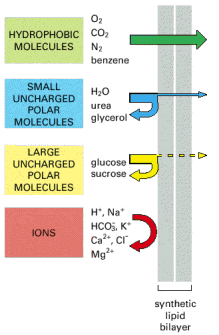 HYDROPHOBIC
MOLECULES
O₂
CO₂
N₂
benzene
SMALL
UNCHARGED
POLAR
MOLECULES
H₂O
urea
glycerol
LARGE
UNCHARGED
POLAR
MOLECULES
glucose
sucrose
IONS
H⁺, Na⁺
HCO₃⁻, K⁺
Ca²⁺, Cl⁻
Mg²⁺
synthetic
lipid
bilayer